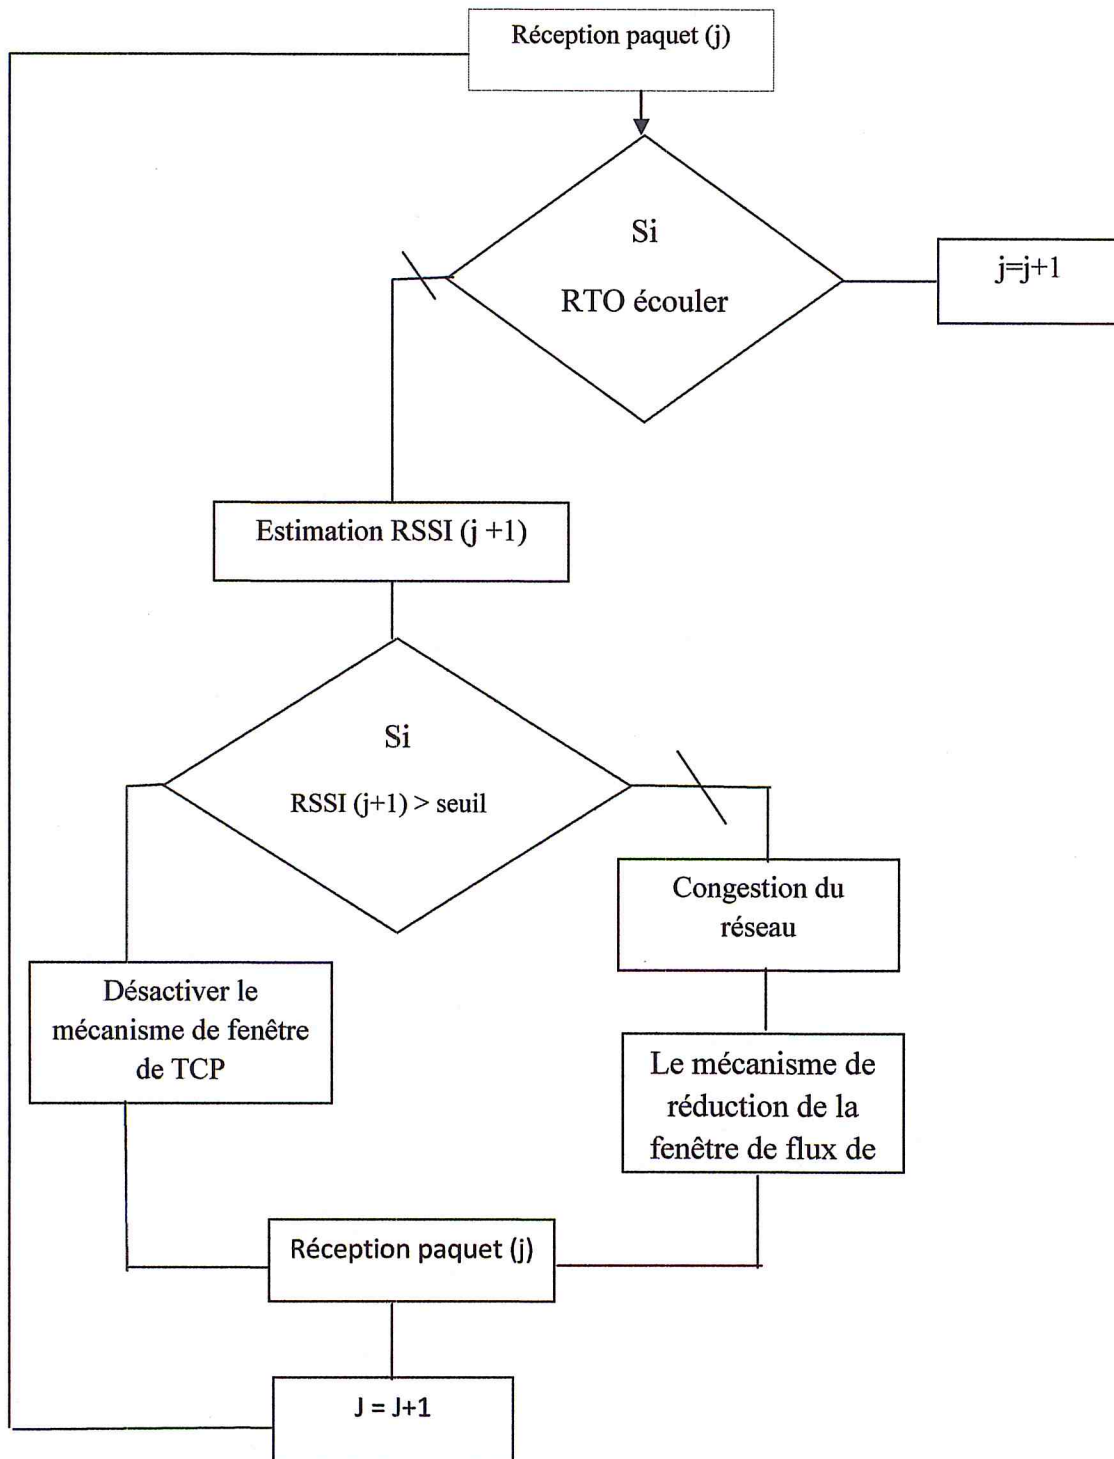 Réception paquet (j)
Si
RTO écouler
j=j+1
Estimation RSSI (j +1)
Si
RSSI (j+1) > seuil
Congestion du
réseau
Désactiver le
mécanisme de fenêtre
de TCP
Le mécanisme de
réduction de la
fenêtre de flux de
Réception paquet (j)
J = J+1